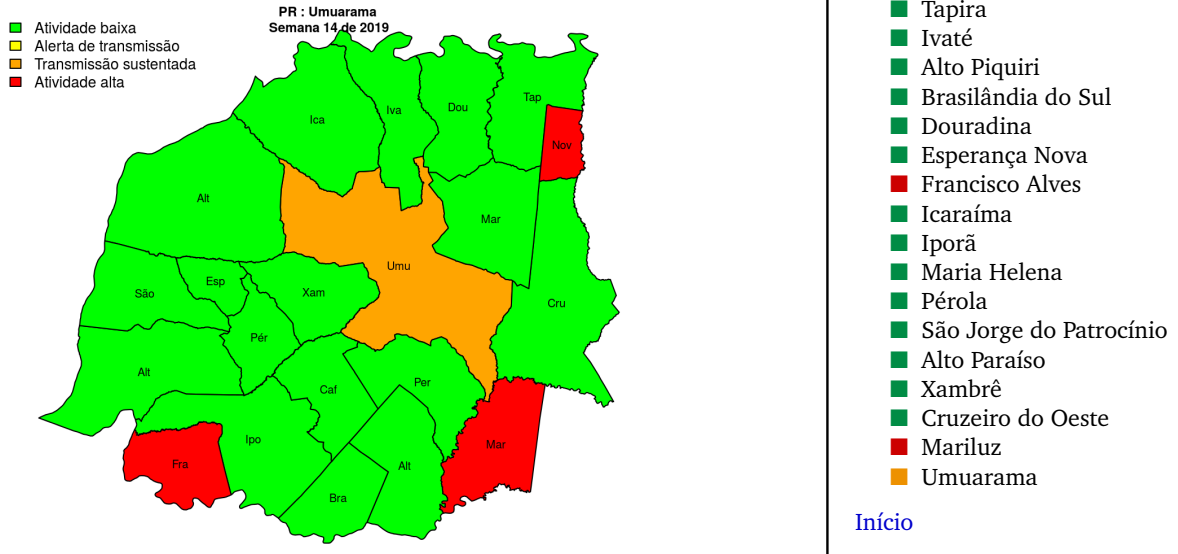 PR : Umuarama
Semana 14 de 2019
Atividade baixa
Alerta de transmissão
Transmissão sustentada
Atividade alta
Ica
Iva
Dou
Tap
Nov
Alt
Mar
Umu
Esp
São
Xam
Cru
Pér
Alt
Caf
Per
Ipo
Mar
Fra
Alt
Bra
Tapira
Ivaté
Alto Piquiri
Brasilândia do Sul
Douradina
Esperança Nova
Francisco Alves
Icaraíma
Iporã
Maria Helena
Pérola
São Jorge do Patrocínio
Alto Paraíso
Xambrê
Cruzeiro do Oeste
Mariluz
Umuarama
Início